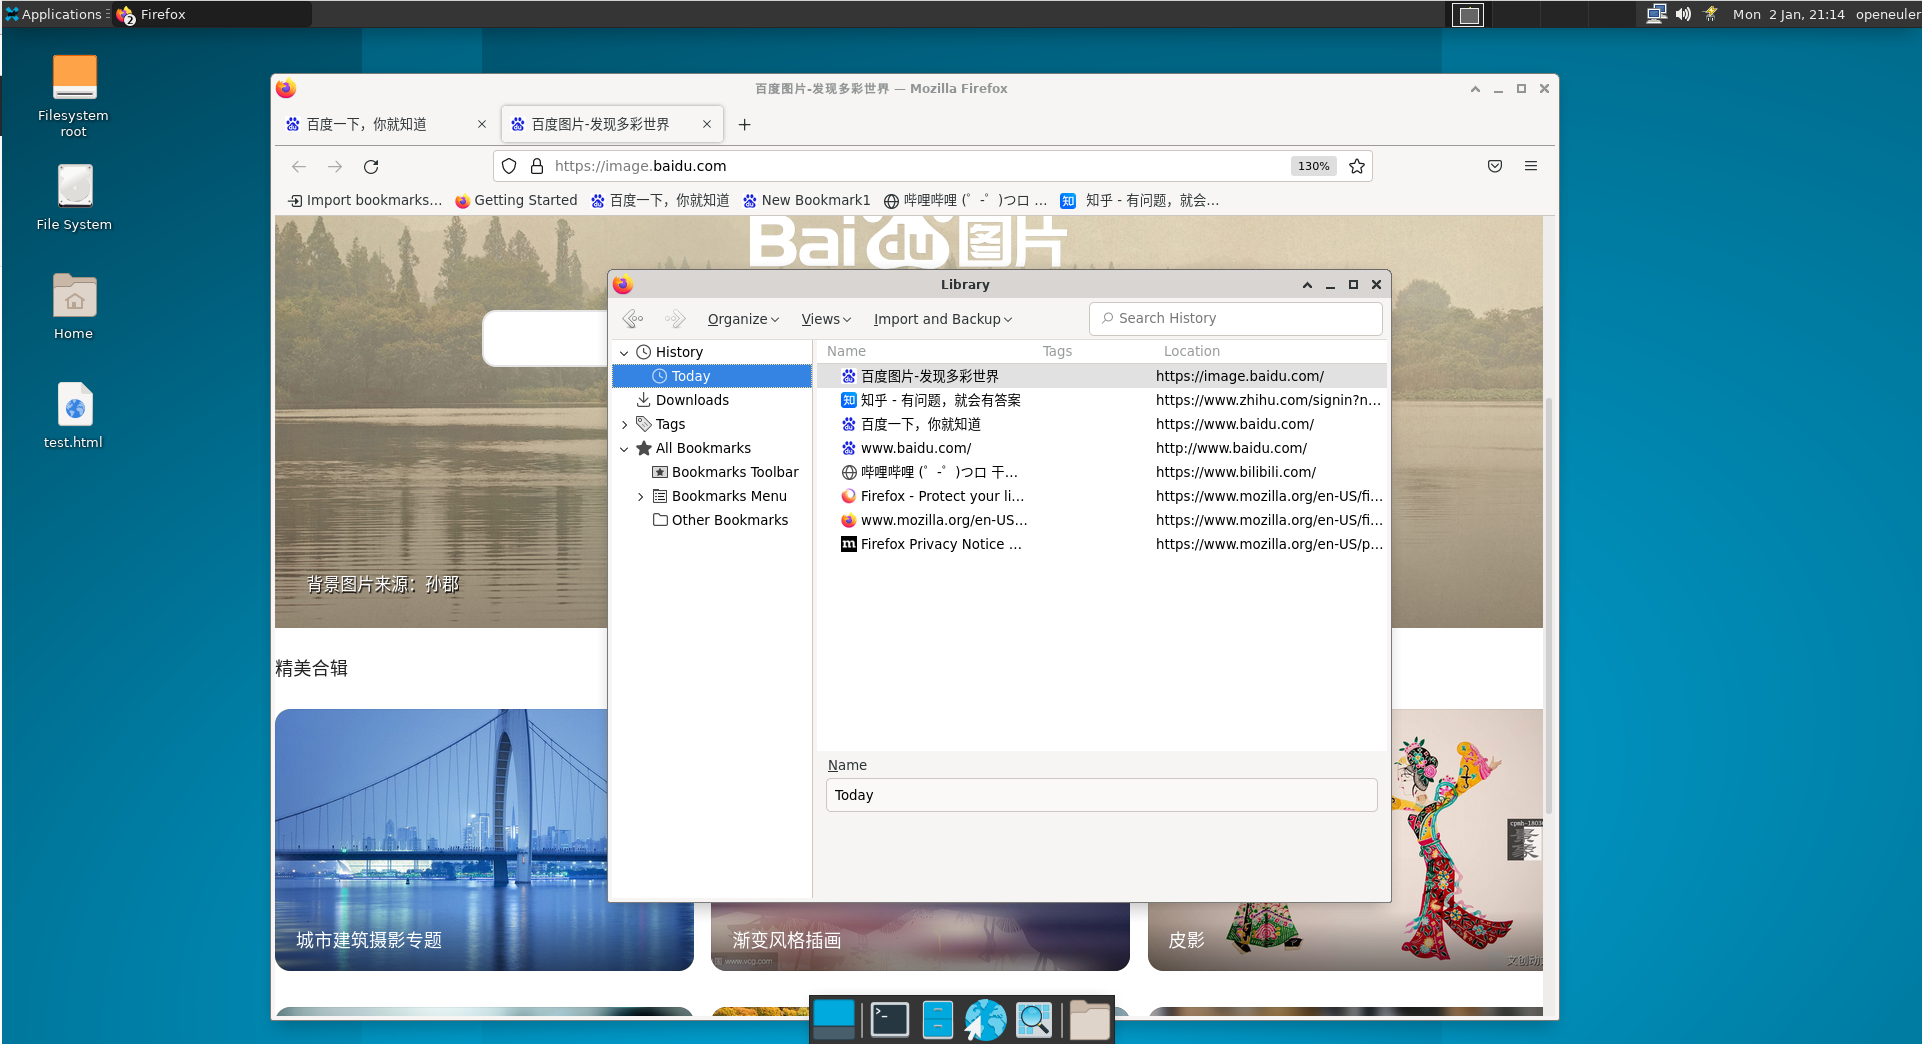 Applications
2
Firefox
Mon 2 Jan, 21:14
openeuler
Filesystem root
File System
Home
test.html
百度图片-发现多彩世界 — Mozilla Firefox
百度一下，你就知道
百度图片-发现多彩世界
https://image.baidu.com
130%
Import bookmarks...
Getting Started
百度一下，你就知道
New Bookmark1
哔哩哔哩 (゜-゜)つロ ...
知 知乎 - 有问题，就会...
Bai du 图片
背景图片来源：孙郡
精美合辑
城市建筑摄影专题
渐变风格插画
www.vcg.com
皮影
Library
Organize
Views
Import and Backup
Search History
History
Today
Downloads
Tags
All Bookmarks
Bookmarks Toolbar
Bookmarks Menu
Other Bookmarks
Name Tags Location
百度图片-发现多彩世界 https://image.baidu.com/
知 知乎 - 有问题，就会有答案 https://www.zhihu.com/signin?n...
百度一下，你就知道 https://www.baidu.com/
www.baidu.com/ http://www.baidu.com/
哔哩哔哩 (゜-゜)つロ 干... https://www.bilibili.com/
Firefox - Protect your li... https://www.mozilla.org/en-US/fi...
www.mozilla.org/en-US... https://www.mozilla.org/en-US/fi...
m Firefox Privacy Notice ... https://www.mozilla.org/en-US/p...
Name
Today